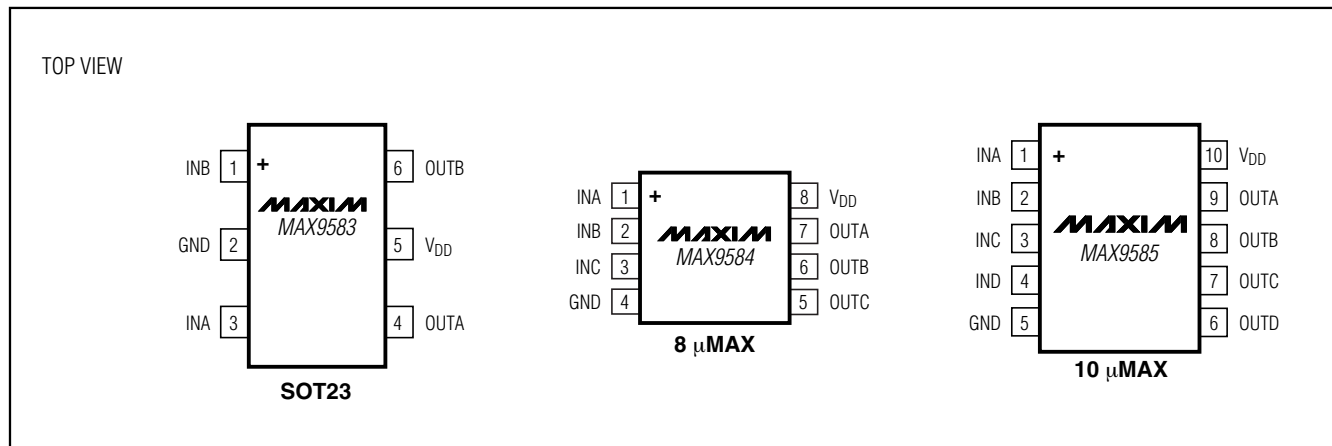 TOP VIEW
INB 1 + 6 OUTB
MAXIM
MAX9583
GND 2 5 VDD
INA 3 4 OUTA
SOT23
INA 1 + 8 VDD
INB 2 MAXIM 7 OUTA
MAX9584
INC 3 6 OUTB
GND 4 5 OUTC
8 μMAX
INA 1 + 10 VDD
INB 2 9 OUTA
MAXIM
INC 3 8 OUTB
MAX9585
IND 4 7 OUTC
GND 5 6 OUTD
10 μMAX